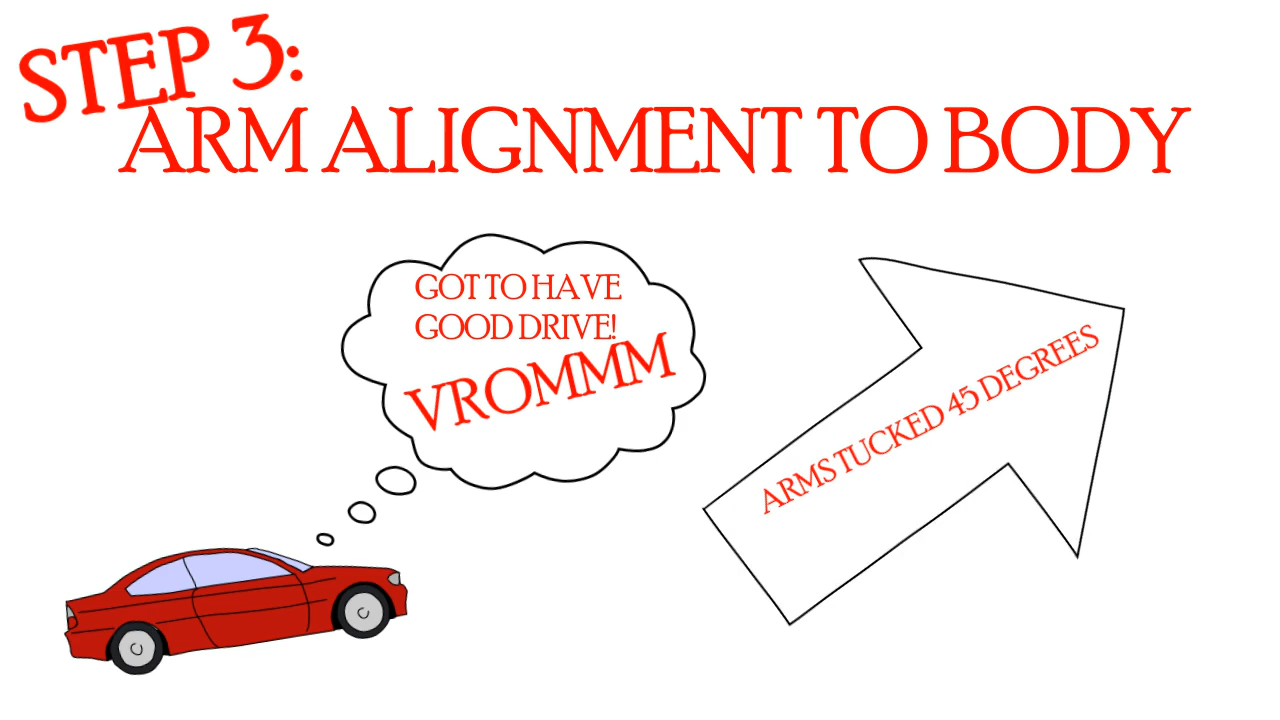 STEP 3:
ARM ALIGNMENT TO BODY
GOT TO HAVE
GOOD DRIVE!
VROMMM
ARMS TUCKED 45 DEGREES